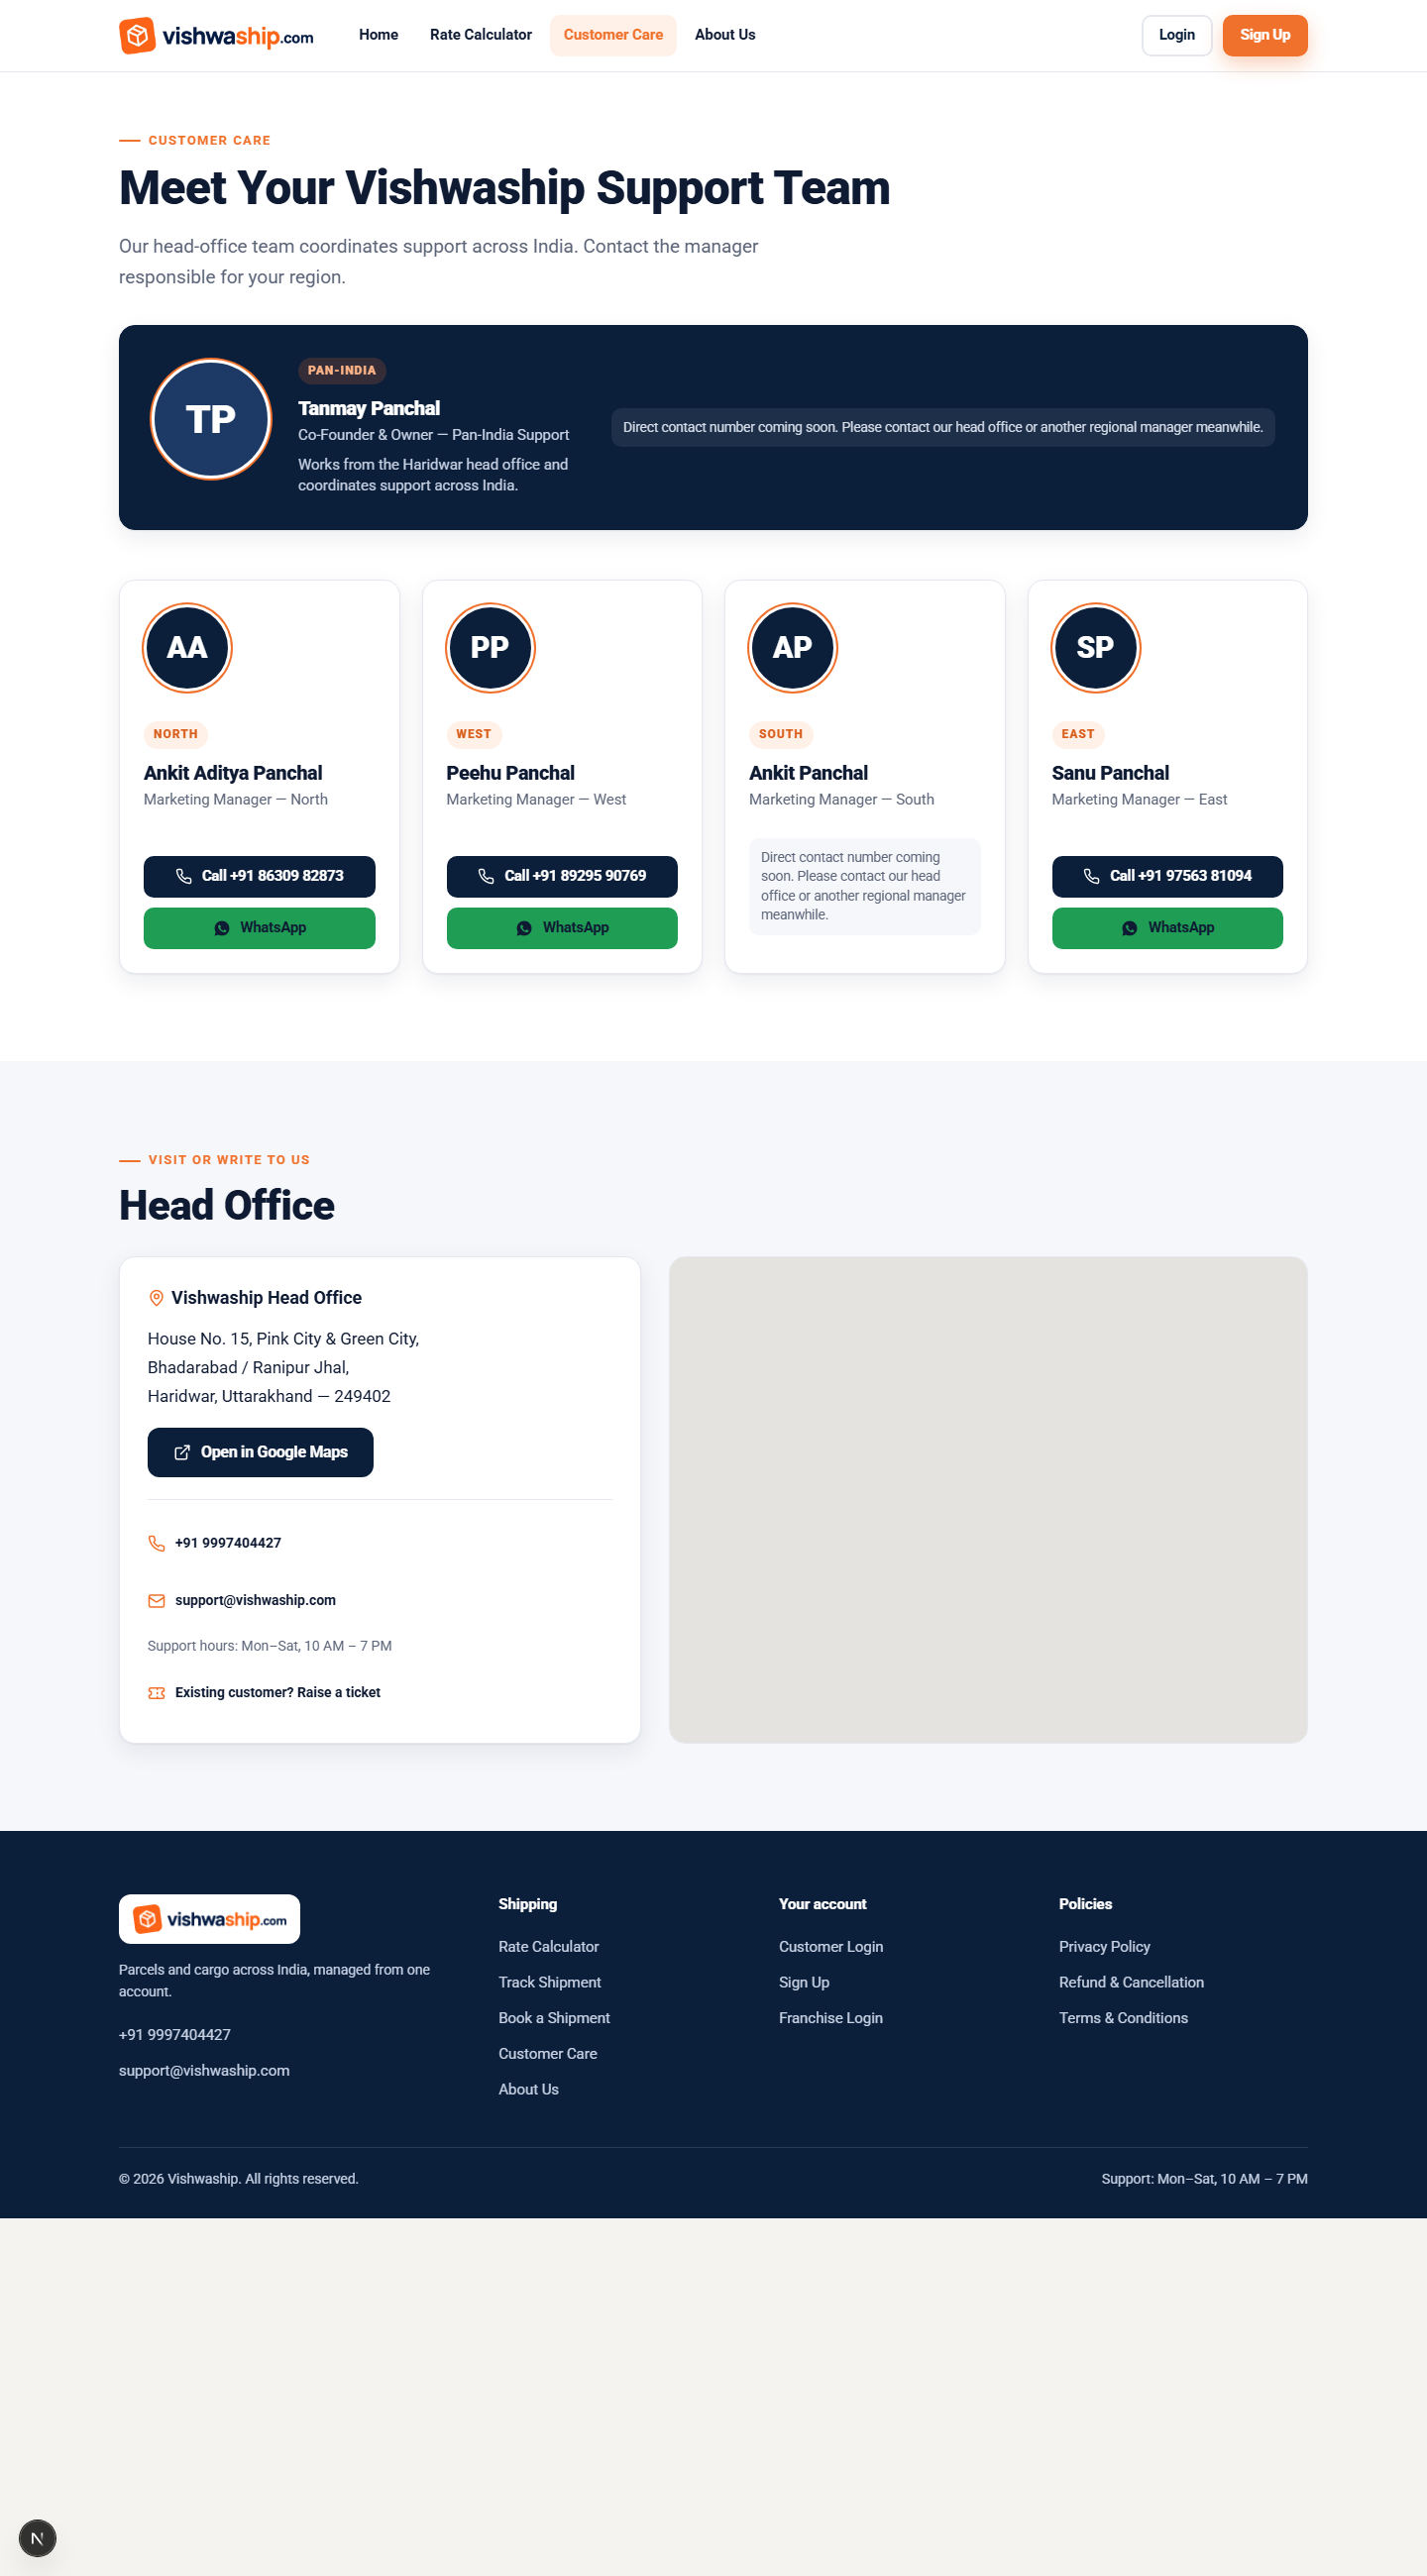 vishwaship.com
Home
Rate Calculator
Customer Care
About Us
Login
Sign Up
CUSTOMER CARE
Meet Your Vishwaship Support Team
Our head-office team coordinates support across India. Contact the manager
responsible for your region.
TP
PAN-INDIA
Tanmay Panchal
Co-Founder & Owner — Pan-India Support
Works from the Haridwar head office and
coordinates support across India.
Direct contact number coming soon. Please contact our head office or another regional manager meanwhile.
AA
NORTH
Ankit Aditya Panchal
Marketing Manager — North
Call +91 86309 82873
WhatsApp
PP
WEST
Peehu Panchal
Marketing Manager — West
Call +91 89295 90769
WhatsApp
AP
SOUTH
Ankit Panchal
Marketing Manager — South
Direct contact number coming
soon. Please contact our head
office or another regional manager
meanwhile.
SP
EAST
Sanu Panchal
Marketing Manager — East
Call +91 97563 81094
WhatsApp
VISIT OR WRITE TO US
Head Office
Vishwaship Head Office
House No. 15, Pink City & Green City,
Bhadarabad / Ranipur Jhal,
Haridwar, Uttarakhand — 249402
Open in Google Maps
+91 9997404427
support@vishwaship.com
Support hours: Mon–Sat, 10 AM – 7 PM
Existing customer? Raise a ticket
vishwaship.com
Parcels and cargo across India, managed from one
account.
+91 9997404427
support@vishwaship.com
Shipping
Rate Calculator
Track Shipment
Book a Shipment
Customer Care
About Us
Your account
Customer Login
Sign Up
Franchise Login
Policies
Privacy Policy
Refund & Cancellation
Terms & Conditions
© 2026 Vishwaship. All rights reserved.
Support: Mon–Sat, 10 AM – 7 PM
N